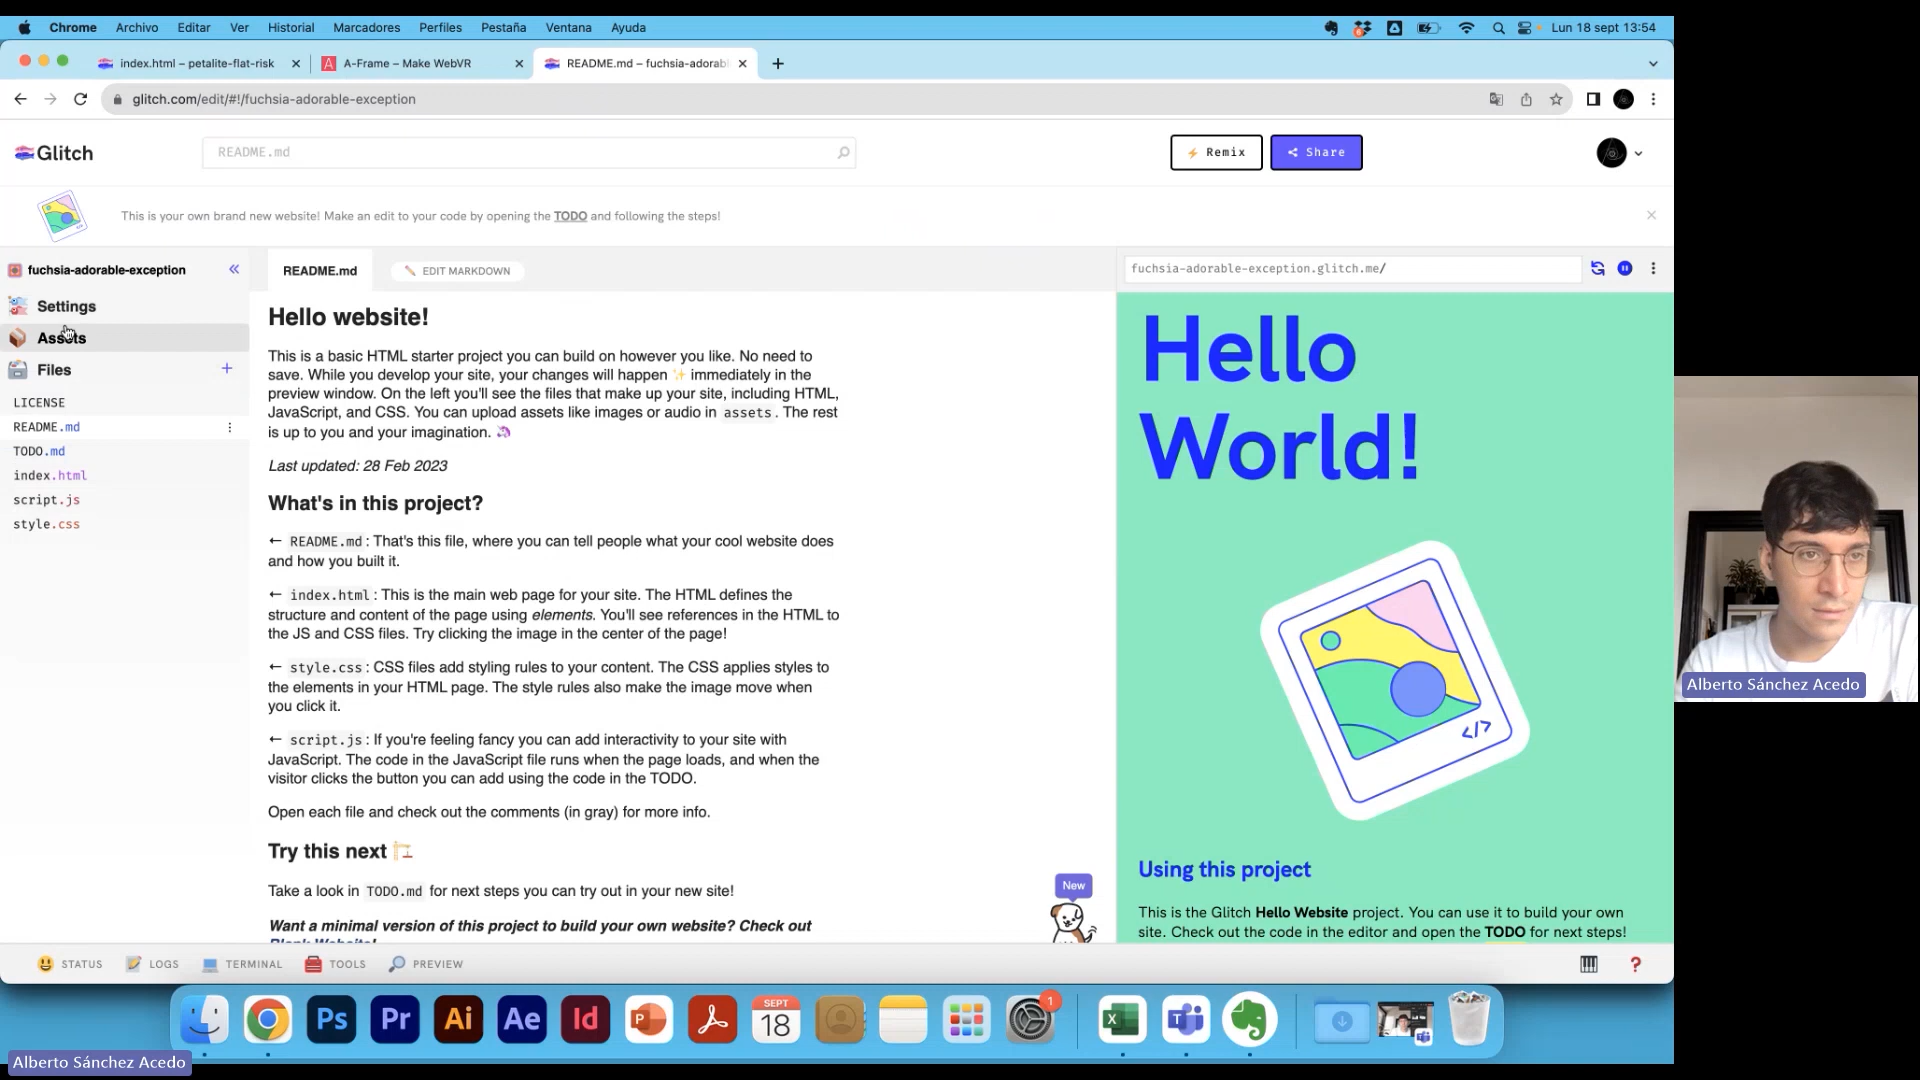 Chrome Archivo Editar Ver Historial Marcadores Perfiles Pestaña Ventana Ayuda Lun 18 sept 13:54
index.html – petalite-flat-risk A-Frame – Make WebVR README.md – fuchsia-adorabl
glitch.com/edit/#!/fuchsia-adorable-exception
Glitch README.md Remix Share
This is your own brand new website! Make an edit to your code by opening the TODO and following the steps!
fuchsia-adorable-exception
Settings
Assets
Files
LICENSE
README.md
TODO.md
index.html
script.js
style.css
README.md EDIT MARKDOWN
Hello website!
This is a basic HTML starter project you can build on however you like. No need to
save. While you develop your site, your changes will happen ✨ immediately in the
preview window. On the left you'll see the files that make up your site, including HTML,
JavaScript, and CSS. You can upload assets like images or audio in assets. The rest
is up to you and your imagination. 🦄
Last updated: 28 Feb 2023
What's in this project?
← README.md: That's this file, where you can tell people what your cool website does
and how you built it.
← index.html: This is the main web page for your site. The HTML defines the
structure and content of the page using elements. You'll see references in the HTML to
the JS and CSS files. Try clicking the image in the center of the page!
← style.css: CSS files add styling rules to your content. The CSS applies styles to
the elements in your HTML page. The style rules also make the image move when
you click it.
← script.js: If you're feeling fancy you can add interactivity to your site with
JavaScript. The code in the JavaScript file runs when the page loads, and when the
visitor clicks the button you can add using the code in the TODO.
Open each file and check out the comments (in gray) for more info.
Try this next 🏗️
Take a look in TODO.md for next steps you can try out in your new site!
Want a minimal version of this project to build your own website? Check out
Blank Website!
New
fuchsia-adorable-exception.glitch.me/
Hello
World!
</>
Using this project
This is the Glitch Hello Website project. You can use it to build your own
site. Check out the code in the editor and open the TODO for next steps!
STATUS LOGS TERMINAL TOOLS PREVIEW ?
Ps Pr Ai Ae Id P SEPT 18 1 X T
Alberto Sánchez Acedo
Alberto Sánchez Acedo